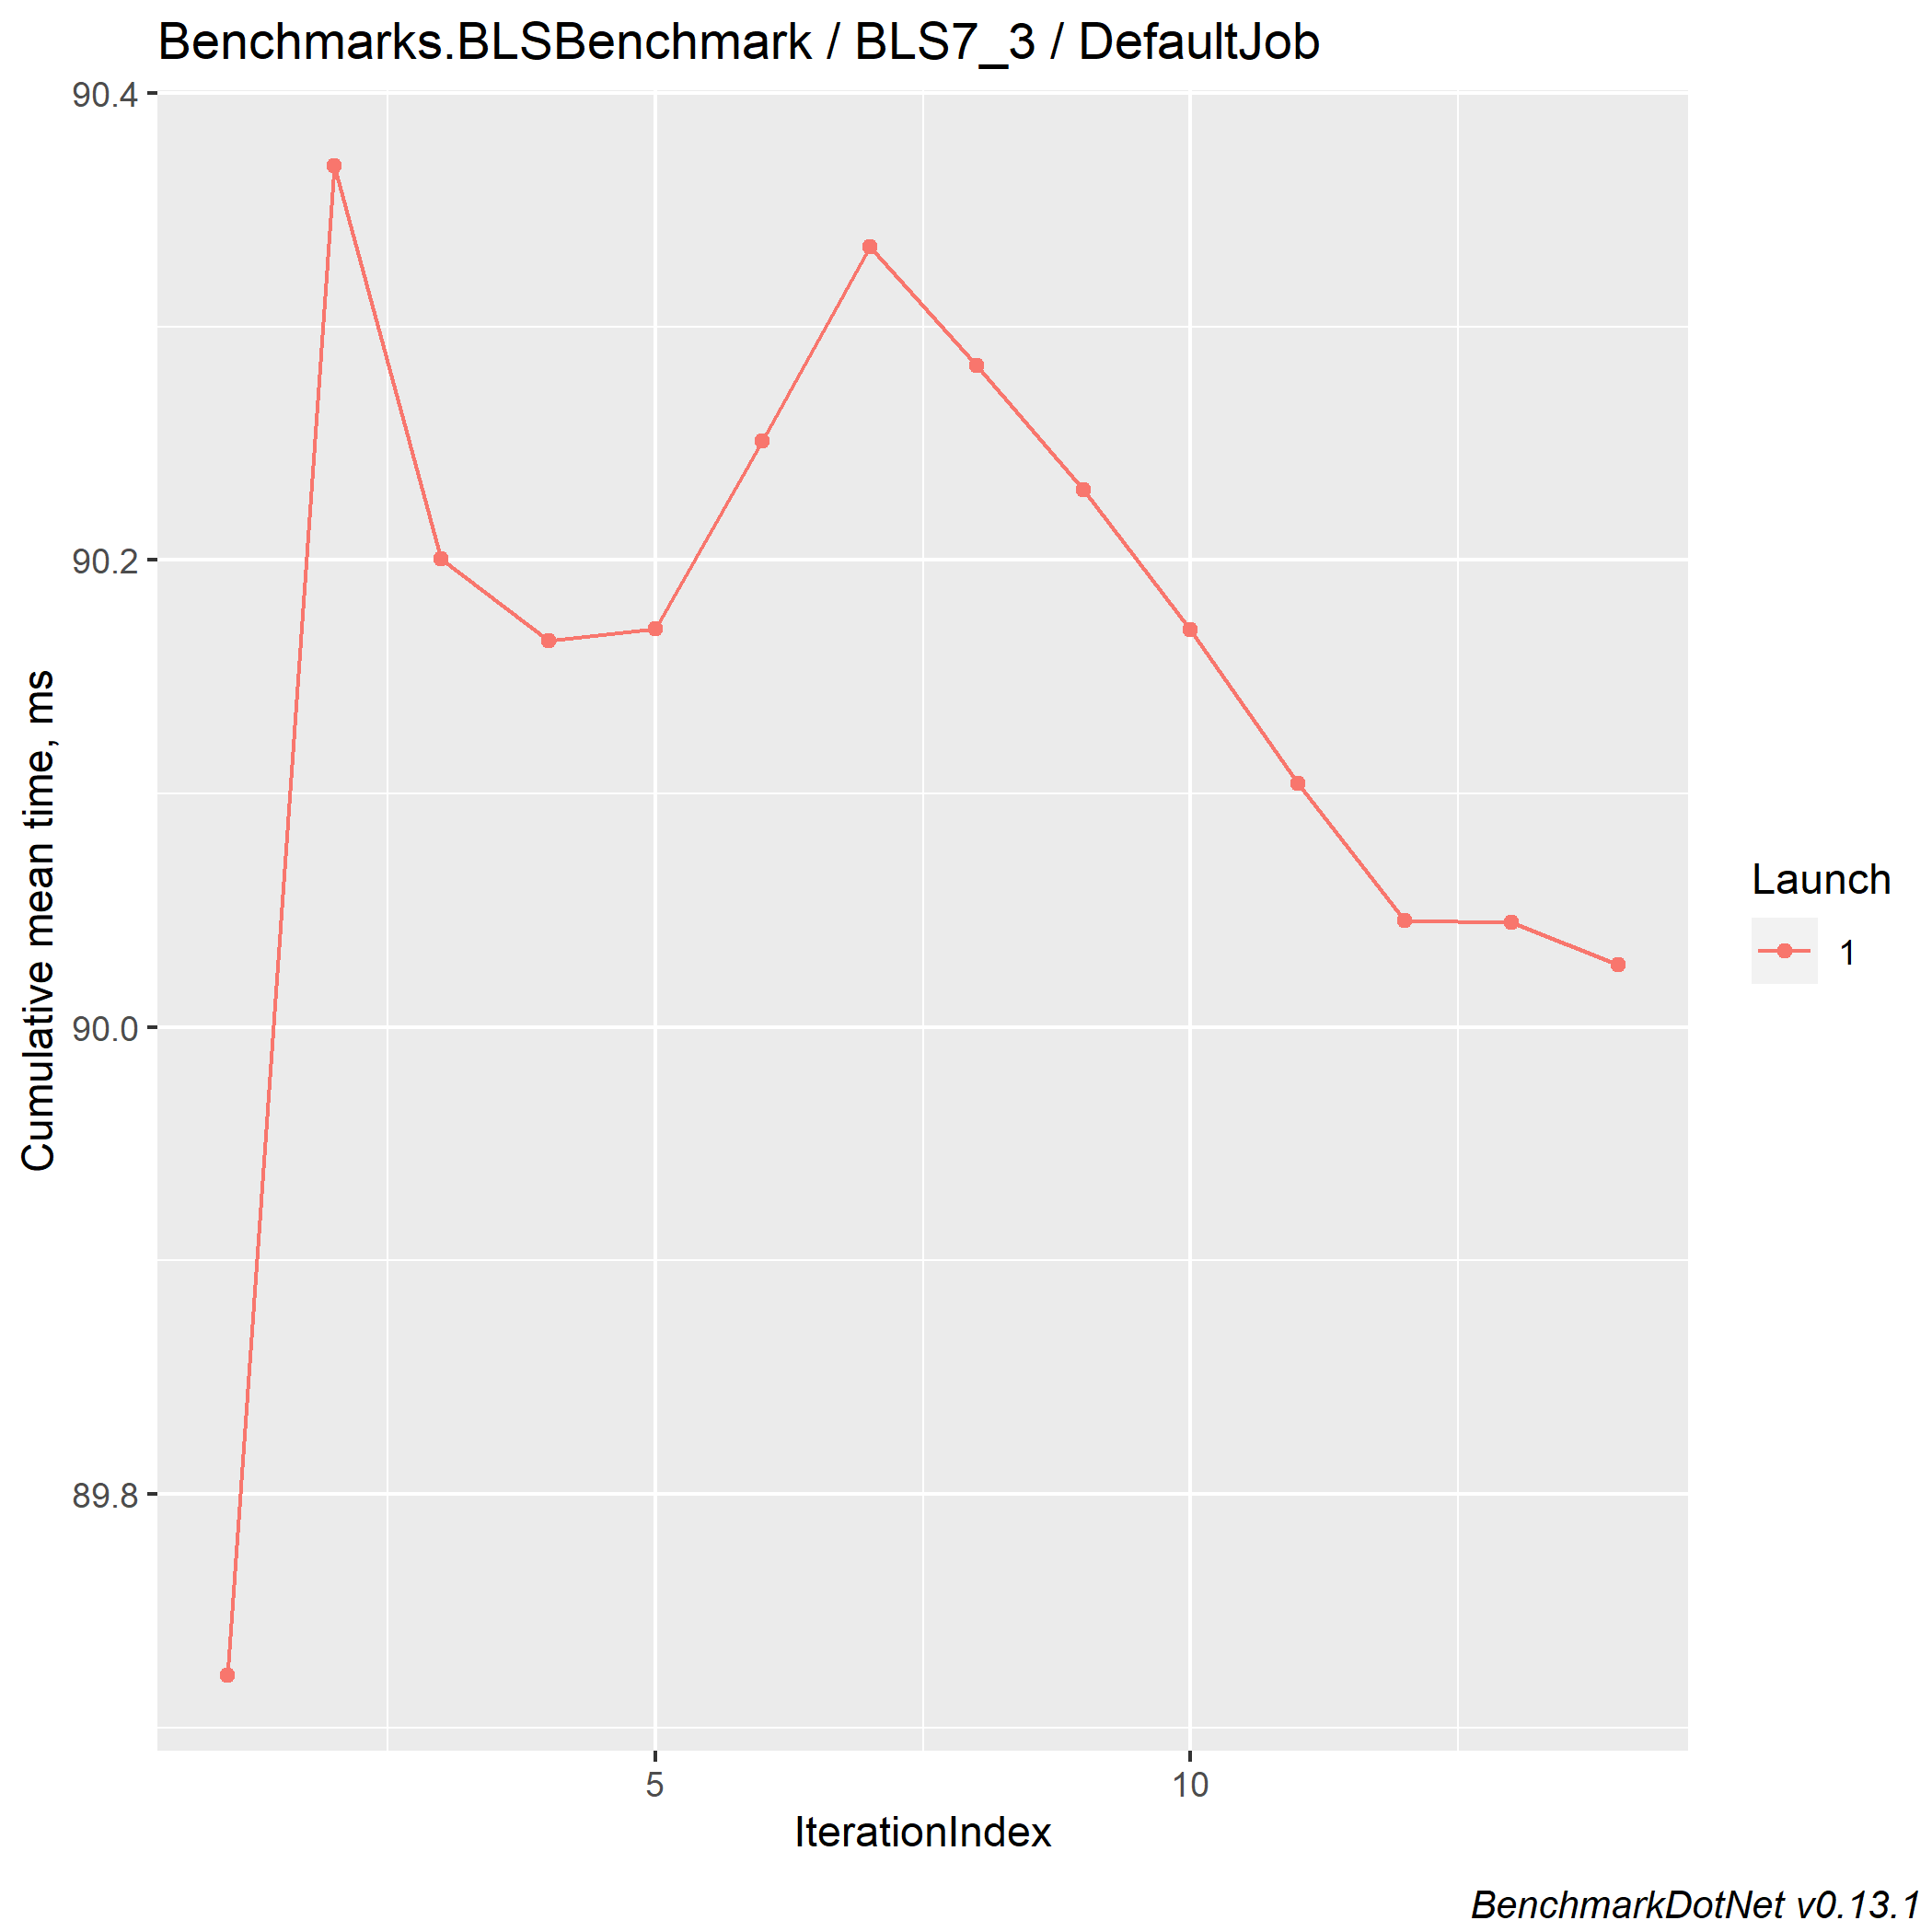 Benchmarks.BLSBenchmark / BLS7_3 / DefaultJob
90.4
90.2
90.0
89.8
Cumulative mean time, ms
5
10
IterationIndex
Launch
1
BenchmarkDotNet v0.13.1